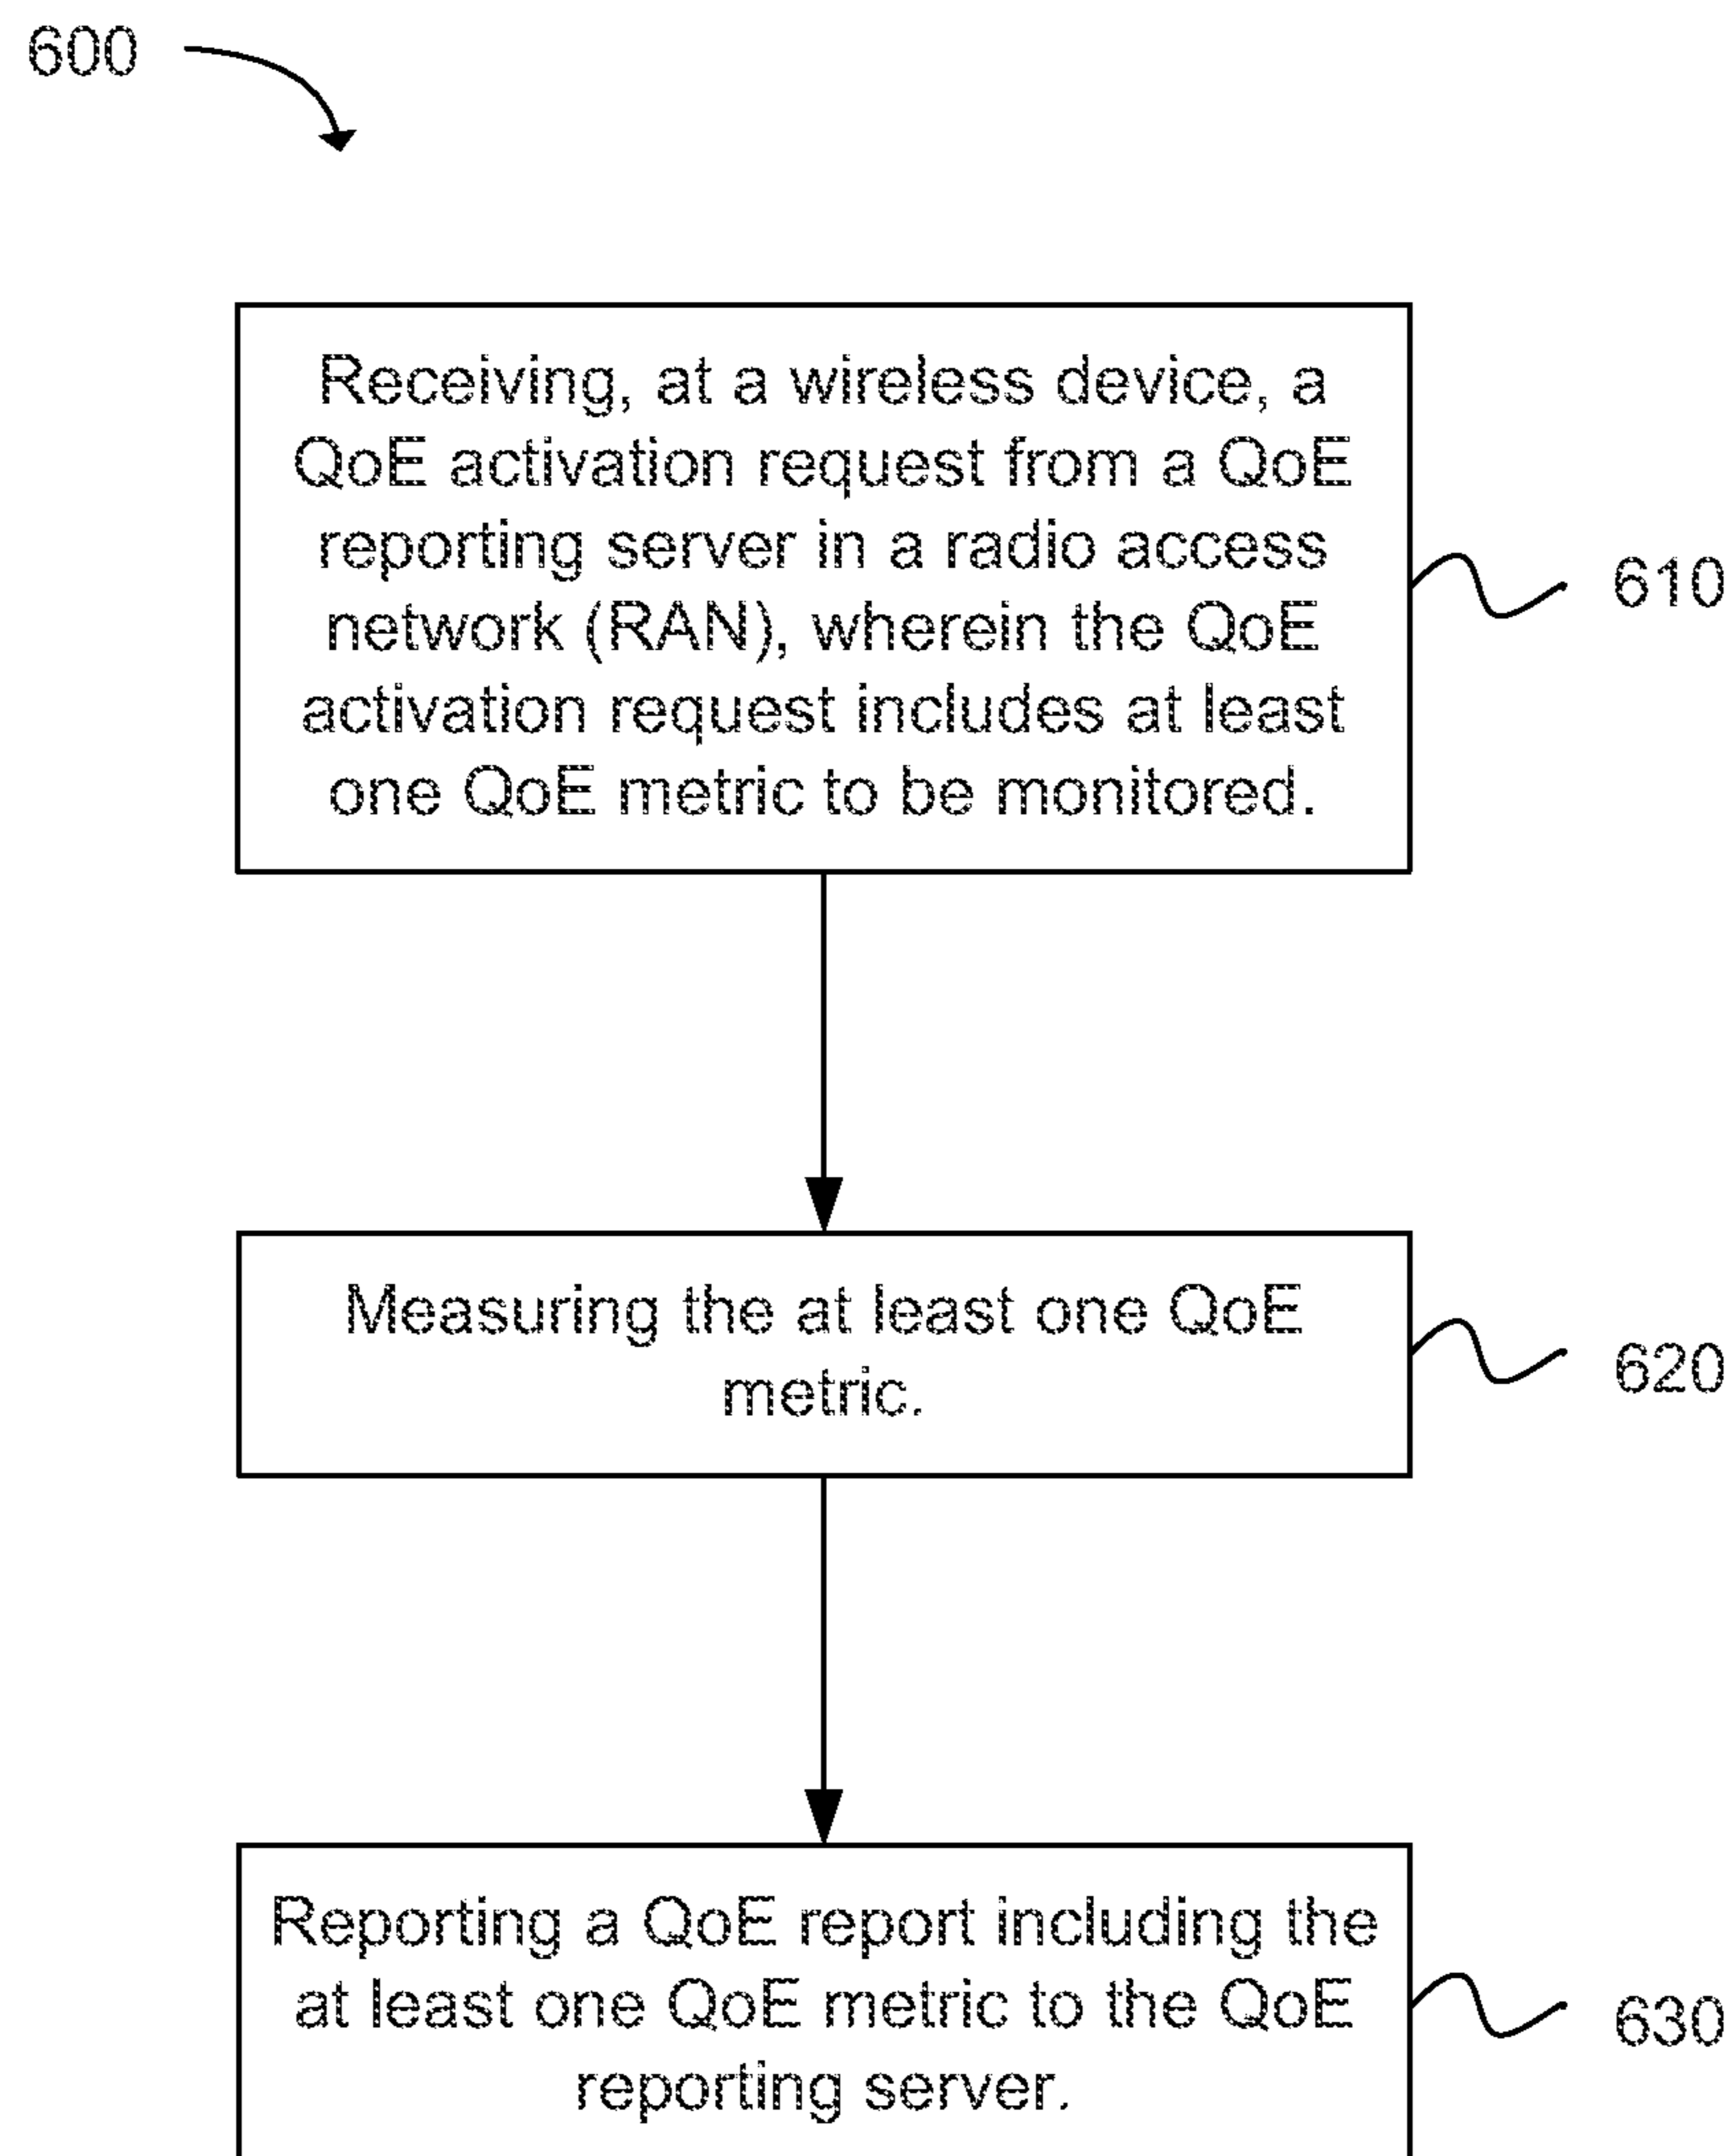 600
Receiving, at a wireless device, a
QoE activation request from a QoE
reporting server in a radio access
network (RAN), wherein the QoE
activation request includes at least
one QoE metric to be monitored.
610
Measuring the at least one QoE
metric.
620
Reporting a QoE report including the
at least one QoE metric to the QoE
reporting server.
630